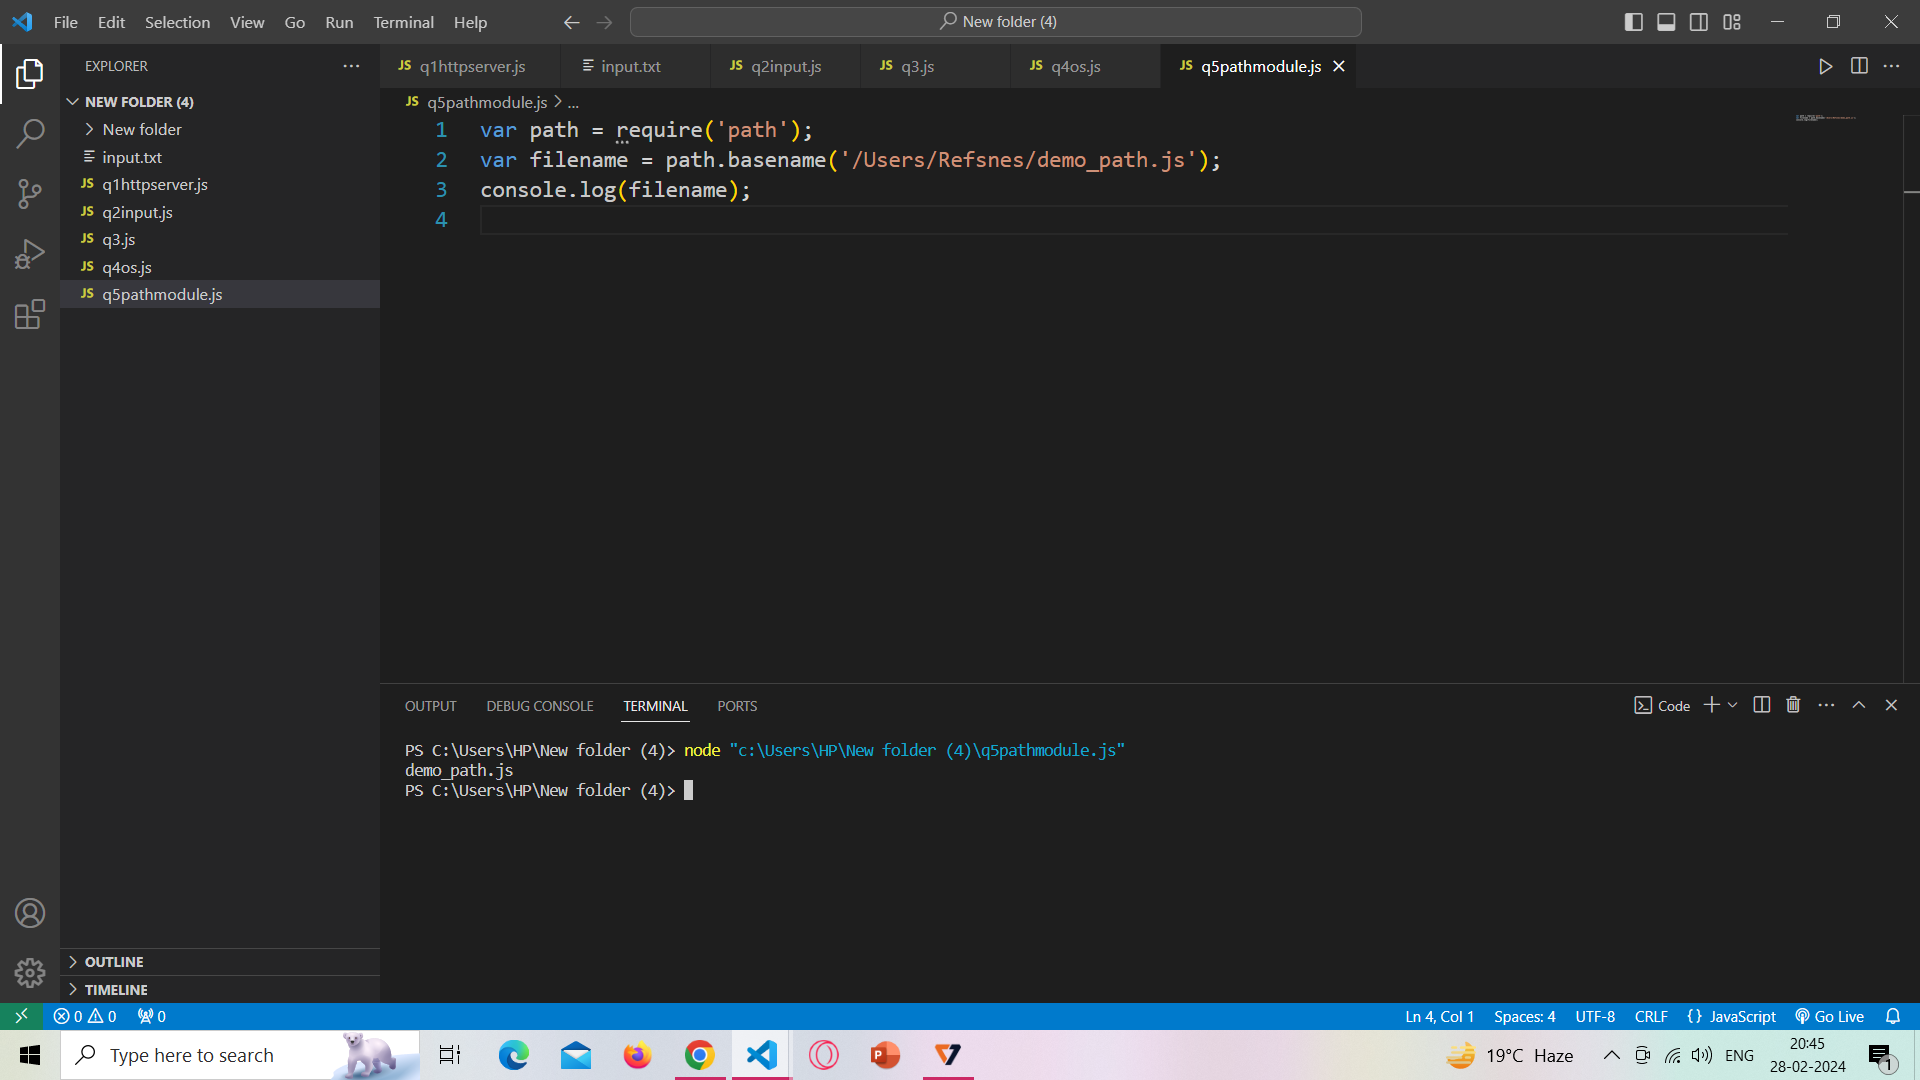 File Edit Selection View Go Run Terminal Help
New folder (4)
EXPLORER
NEW FOLDER (4)
New folder
input.txt
JS q1httpserver.js
JS q2input.js
JS q3.js
JS q4os.js
JS q5pathmodule.js
OUTLINE
TIMELINE
JS q1httpserver.js input.txt JS q2input.js JS q3.js JS q4os.js JS q5pathmodule.js
JS q5pathmodule.js > ...
1 var path = require('path');
2 var filename = path.basename('/Users/Refsnes/demo_path.js');
3 console.log(filename);
4
OUTPUT DEBUG CONSOLE TERMINAL PORTS
Code
PS C:\Users\HP\New folder (4)> node "c:\Users\HP\New folder (4)\q5pathmodule.js"
demo_path.js
PS C:\Users\HP\New folder (4)>
0 0 0
Ln 4, Col 1 Spaces: 4 UTF-8 CRLF {} JavaScript Go Live
Type here to search
P
19°C Haze
ENG
20:45
28-02-2024
1